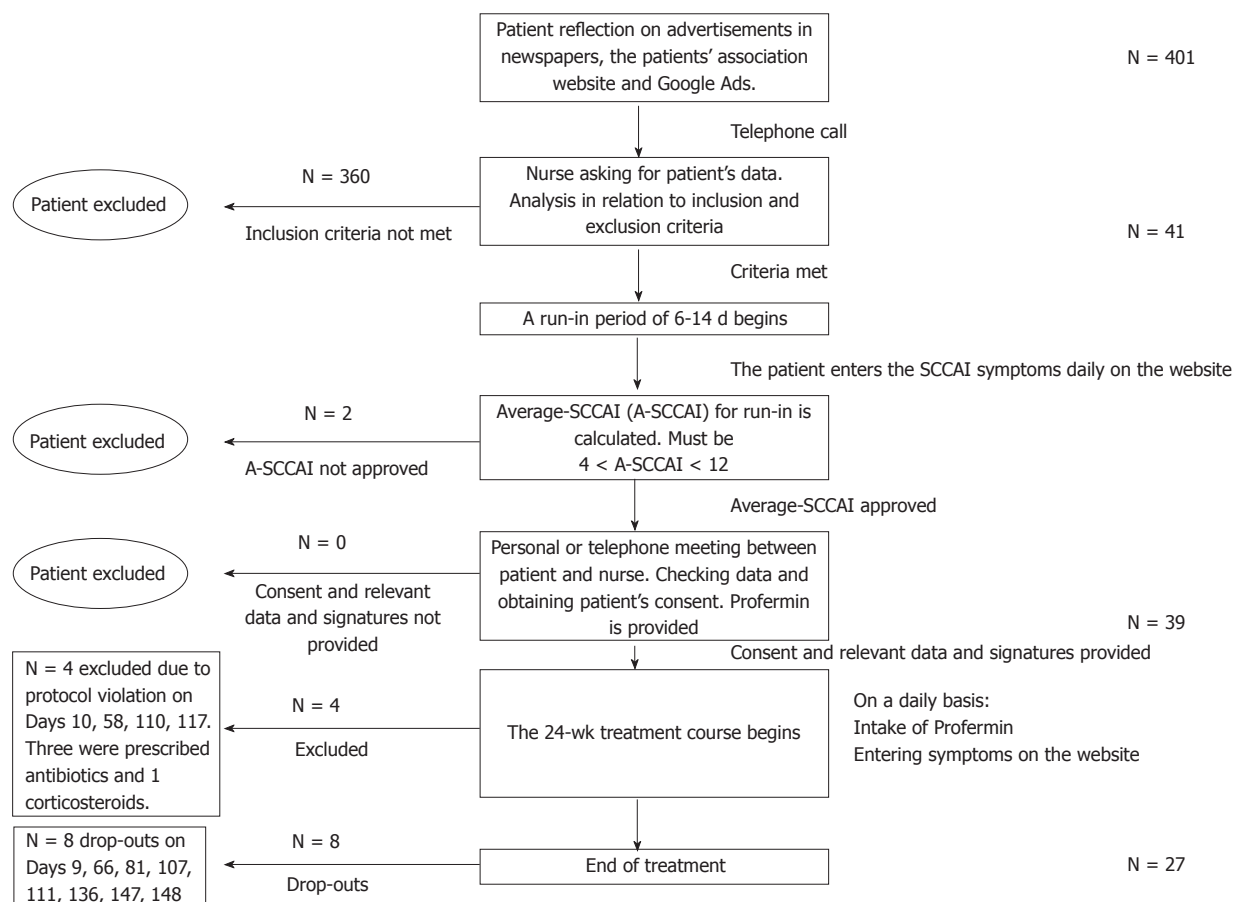 Patient reflection on advertisements in
newspapers, the patients’ association
website and Google Ads.
N = 401
Telephone call
N = 360
Patient excluded
Inclusion criteria not met
Nurse asking for patient’s data.
Analysis in relation to inclusion and
exclusion criteria
N = 41
Criteria met
A run-in period of 6-14 d begins
The patient enters the SCCAI symptoms daily on the website
N = 2
Patient excluded
A-SCCAI not approved
Average-SCCAI (A-SCCAI) for run-in is
calculated. Must be
4 < A-SCCAI < 12
Average-SCCAI approved
N = 0
Patient excluded
Consent and relevant
data and signatures not
provided
Personal or telephone meeting between
patient and nurse. Checking data and
obtaining patient’s consent. Profermin
is provided
N = 39
Consent and relevant data and signatures provided
N = 4 excluded due to
protocol violation on
Days 10, 58, 110, 117.
Three were prescribed
antibiotics and 1
corticosteroids.
N = 4
Excluded
The 24-wk treatment course begins
On a daily basis:
Intake of Profermin
Entering symptoms on the website
N = 8 drop-outs on
Days 9, 66, 81, 107,
111, 136, 147, 148
N = 8
Drop-outs
End of treatment
N = 27